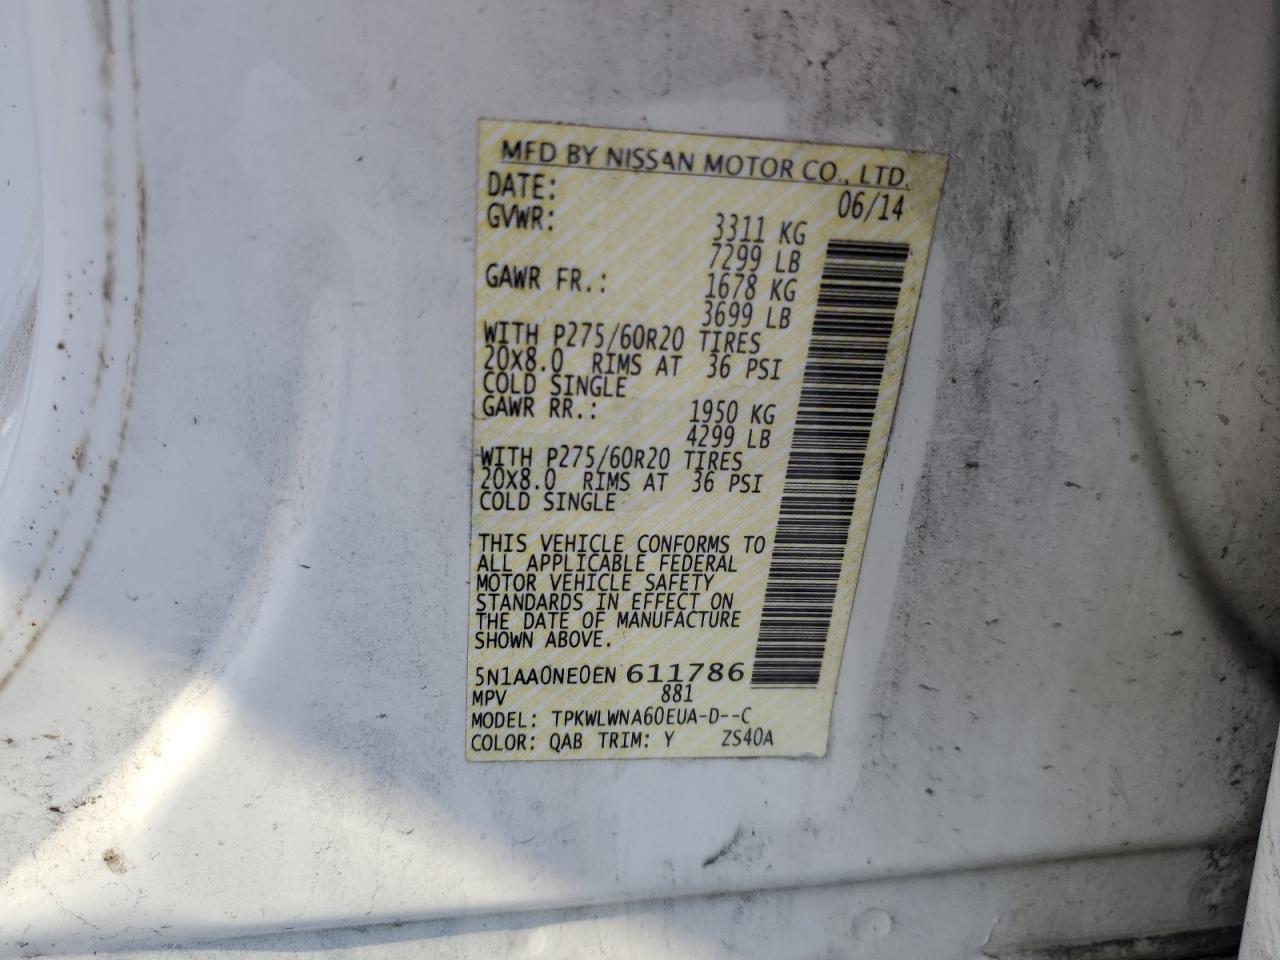 MFD BY NISSAN MOTOR CO., LTD.
DATE: 06/14
GVWR: 3311 KG
7299 LB
GAWR FR.: 1678 KG
3699 LB
WITH P275/60R20 TIRES
20X8.0 RIMS AT 36 PSI
COLD SINGLE
GAWR RR.: 1950 KG
4299 LB
WITH P275/60R20 TIRES
20X8.0 RIMS AT 36 PSI
COLD SINGLE
THIS VEHICLE CONFORMS TO
ALL APPLICABLE FEDERAL
MOTOR VEHICLE SAFETY
STANDARDS IN EFFECT ON
THE DATE OF MANUFACTURE
SHOWN ABOVE.
5N1AA0NE0EN 611786
MPV 881
MODEL: TPKWLWNA60EUA-D--C
COLOR: QAB TRIM: Y ZS40A